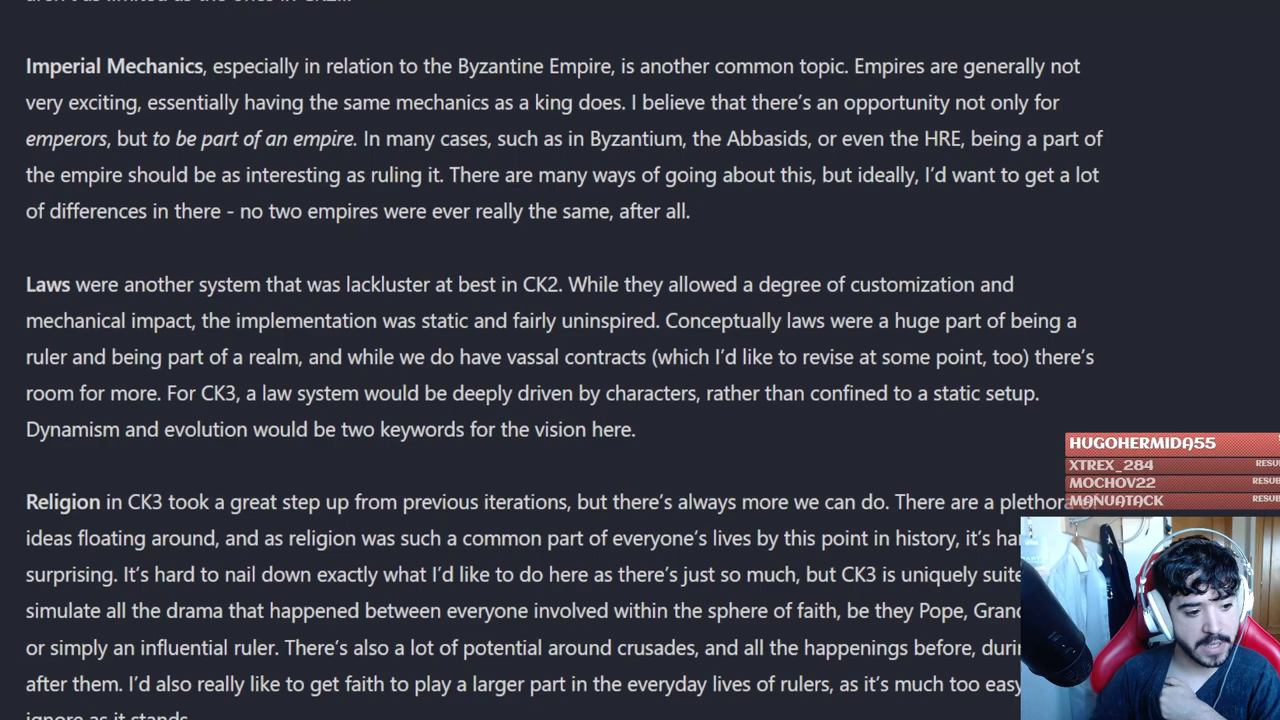 Imperial Mechanics, especially in relation to the Byzantine Empire, is another common topic. Empires are generally not
very exciting, essentially having the same mechanics as a king does. I believe that there's an opportunity not only for
emperors, but to be part of an empire. In many cases, such as in Byzantium, the Abbasids, or even the HRE, being a part of
the empire should be as interesting as ruling it. There are many ways of going about this, but ideally, I'd want to get a lot
of differences in there - no two empires were ever really the same, after all.
Laws were another system that was lackluster at best in CK2. While they allowed a degree of customization and
mechanical impact, the implementation was static and fairly uninspired. Conceptually laws were a huge part of being a
ruler and being part of a realm, and while we do have vassal contracts (which I'd like to revise at some point, too) there's
room for more. For CK3, a law system would be deeply driven by characters, rather than confined to a static setup.
Dynamism and evolution would be two keywords for the vision here.
HUGOHERMIDA55
XTREX_284 RESU
MOCHOV22 RESUB
MANUATACK RESUB
Religion in CK3 took a great step up from previous iterations, but there's always more we can do. There are a plethora
ideas floating around, and as religion was such a common part of everyone's lives by this point in history, it's har
surprising. It's hard to nail down exactly what I'd like to do here as there's just so much, but CK3 is uniquely suite
simulate all the drama that happened between everyone involved within the sphere of faith, be they Pope, Grand
or simply an influential ruler. There's also a lot of potential around crusades, and all the happenings before, durin
after them. I'd also really like to get faith to play a larger part in the everyday lives of rulers, as it's much too easy
ignore as it stands